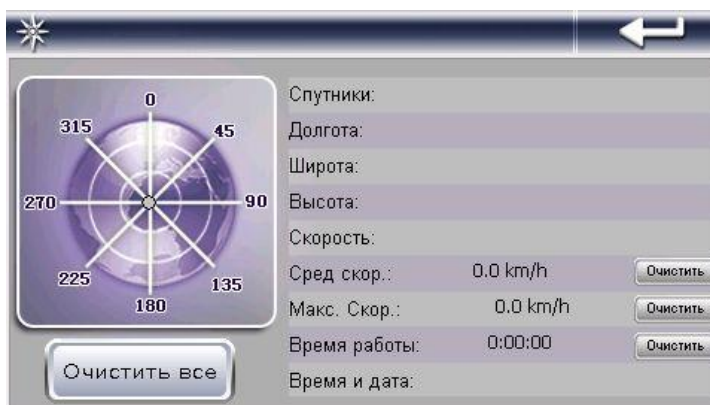 0
45
90
135
180
225
270
315
Очистить все
Спутники:
Долгота:
Широта:
Высота:
Скорость:
Сред скор.: 0.0 km/h Очистить
Макс. Скор.: 0.0 km/h Очистить
Время работы: 0:00:00 Очистить
Время и дата: